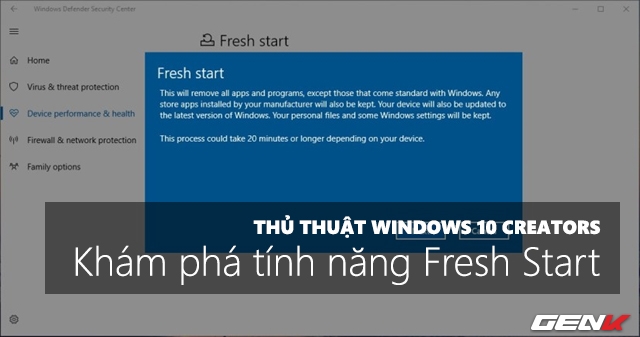 Windows Defender Security Center
Fresh start
Home
Virus & threat protection
Device performance & health
Firewall & network protection
Family options
Fresh start
This will remove all apps and programs, except those that come standard with Windows. Any
store apps installed by your manufacturer will also be kept. Your device will also be updated to
the latest version of Windows. Your personal files and some Windows settings will be kept.
This process could take 20 minutes or longer depending on your device.
THỦ THUẬT WINDOWS 10 CREATORS
Khám phá tính năng Fresh Start
GENK